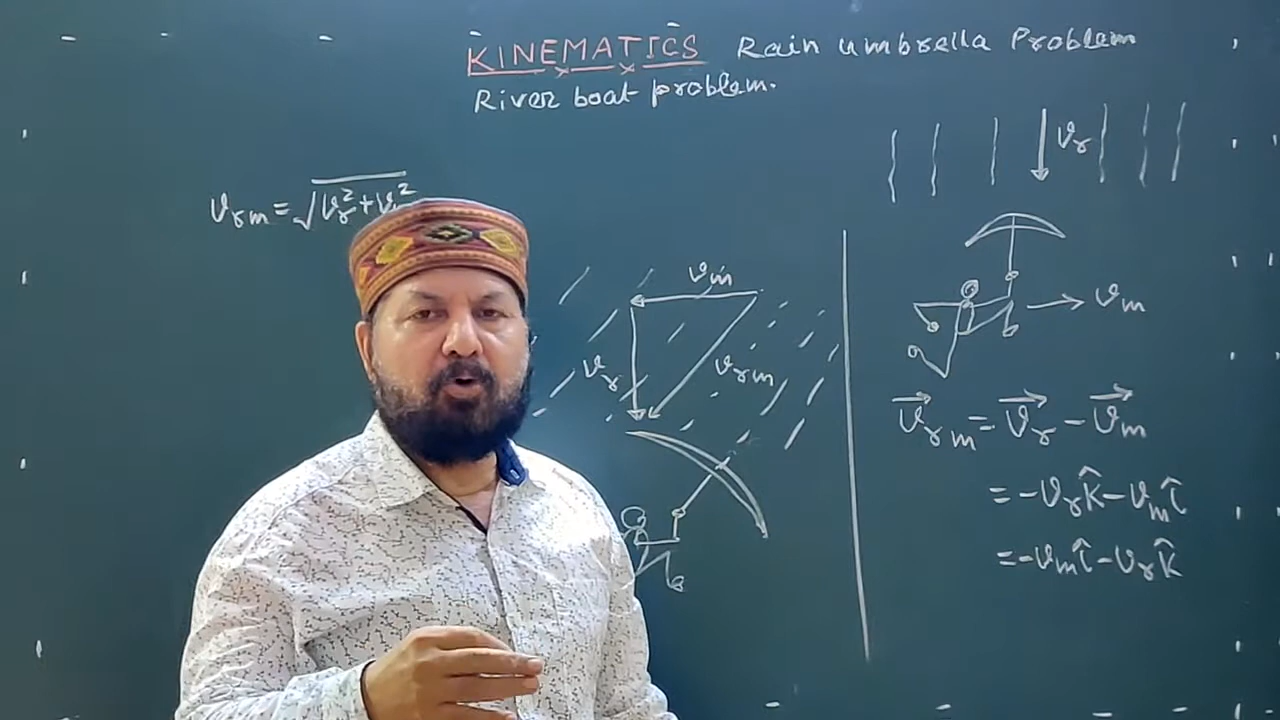 KINEMATICS Rain umbrella Problem
River boat problem.
v_r
v_rm = √v_r² + v
v_m
v_r
v_rm
v_m
v⃗_rm = v⃗_r - v⃗_m
= -v_r k̂ - v_m î
= -v_m î - v_r k̂